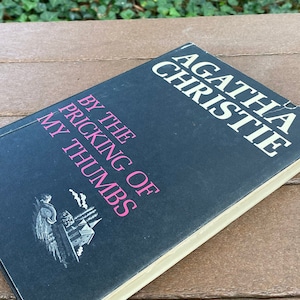 AGATHA
CHRISTIE
BY THE
PRICKING OF
MY THUMBS